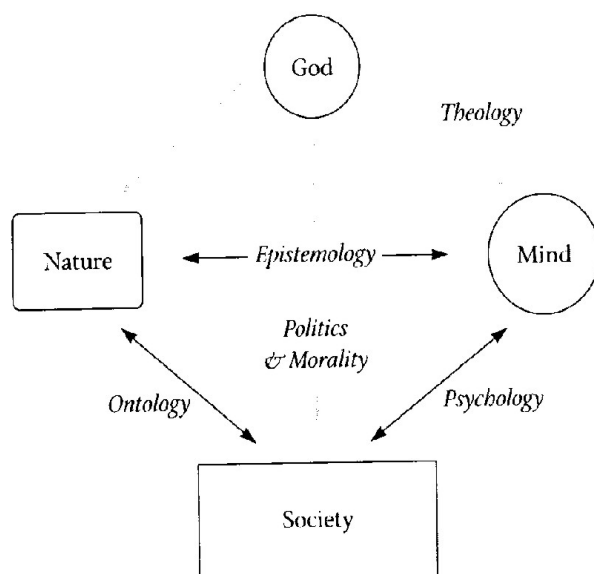 God
Theology
Nature
Epistemology
Mind
Politics
& Morality
Ontology
Psychology
Society